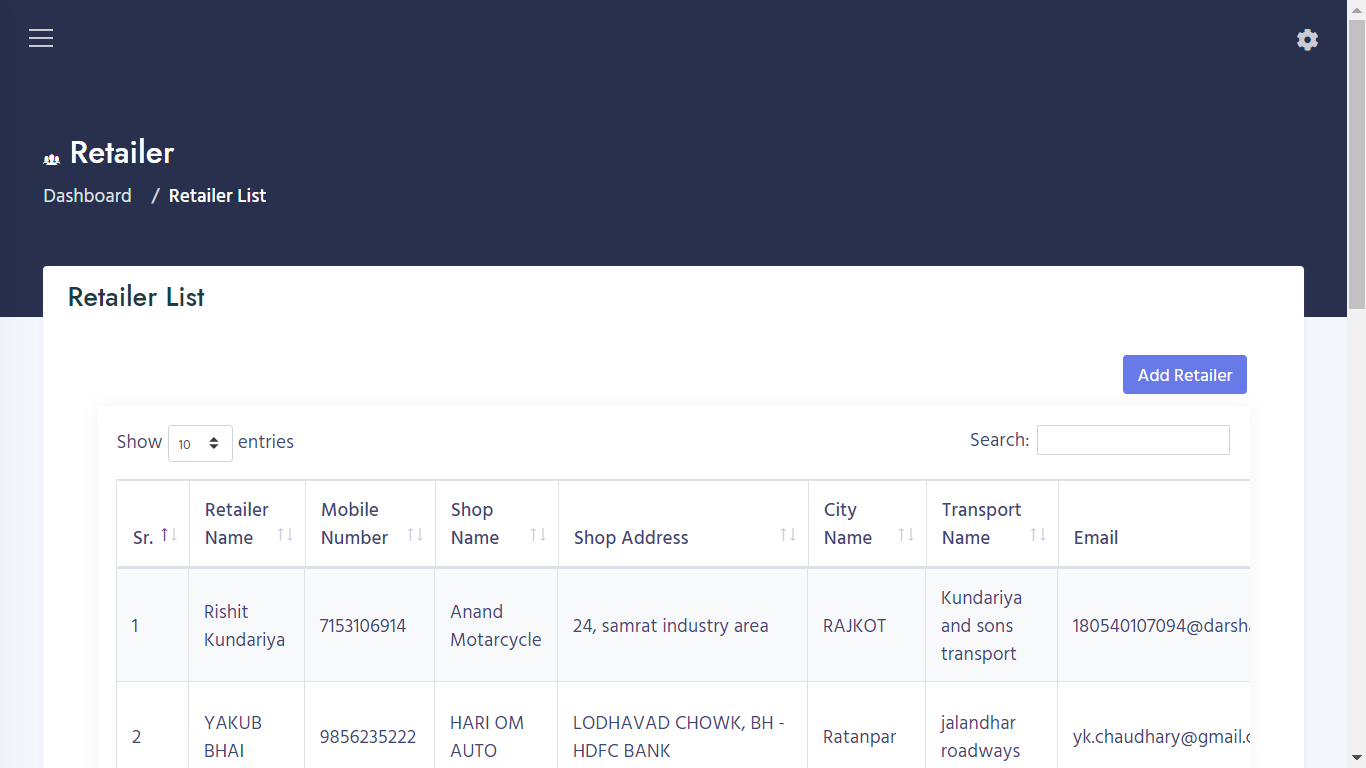 Retailer
Dashboard / Retailer List
Retailer List
Add Retailer
Show 10 entries
Search:
Sr. Retailer Name Mobile Number Shop Name Shop Address City Name Transport Name Email
1 Rishit Kundariya 7153106914 Anand Motarcycle 24, samrat industry area RAJKOT Kundariya and sons transport 180540107094@darsh
2 YAKUB BHAI 9856235222 HARI OM AUTO LODHAVAD CHOWK, BH - HDFC BANK Ratanpar jalandhar roadways yk.chaudhary@gmail.c